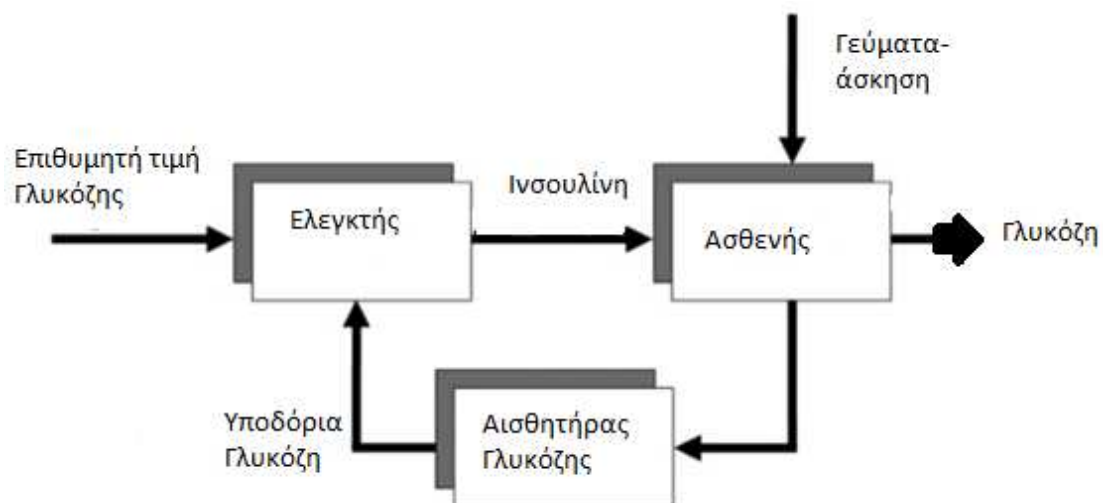 Γεύματα-
άσκηση
Επιθυμητή τιμή
Γλυκόζης
Ινσουλίνη
Ελεγκτής
Ασθενής
Γλυκόζη
Υποδόρια
Γλυκόζη
Αισθητήρας
Γλυκόζης